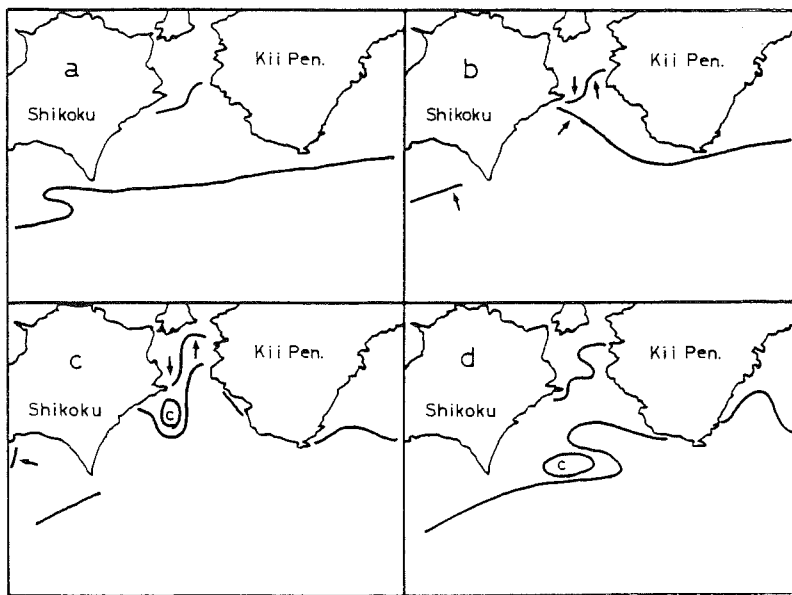 a
Kii Pen.
Shikoku
b
Kii Pen.
Shikoku
c
Kii Pen.
Shikoku
c
d
Kii Pen.
Shikoku
c